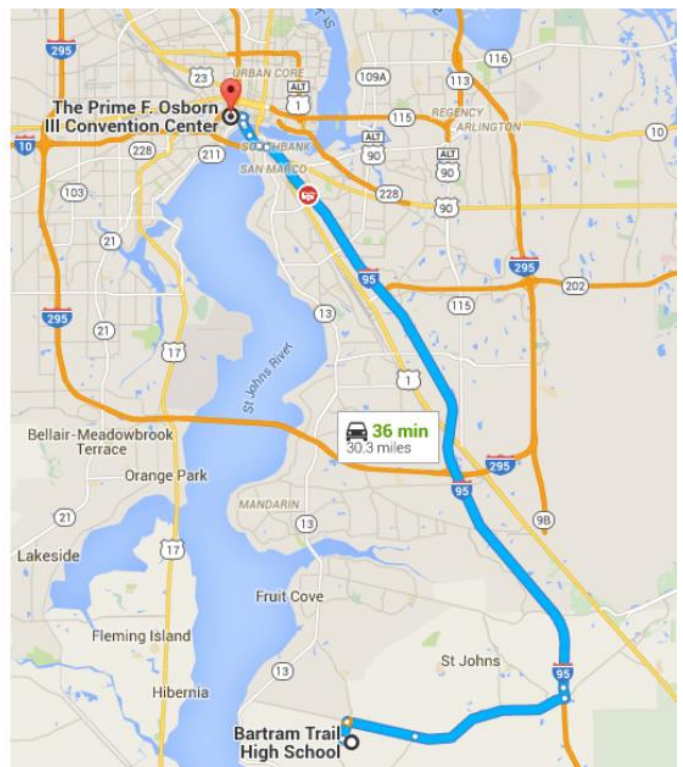 295
23
URBAN CORE
109A
113
116
The Prime F. Osborn
III Convention Center
ALT
1
115
REGENCY
ARLINGTON
10
10
228
211
SOUTHBANK
SAN MARCO
ALT
90
ALT
90
103
228
90
21
95
295
202
295
21
17
13
115
St Johns River
1
36 min
30.3 miles
Bellair-Meadowbrook
Terrace
295
Orange Park
95
MANDARIN
21
13
9B
17
Lakeside
Fruit Cove
Fleming Island
St Johns
13
95
Hibernia
Bartram Trail
High School